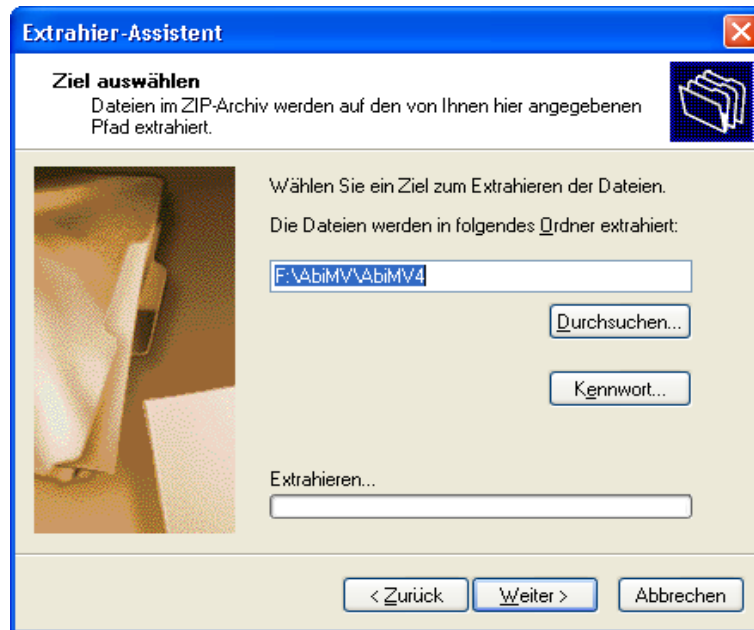 Extrahier-Assistent
Ziel auswählen
Dateien im ZIP-Archiv werden auf den von Ihnen hier angegebenen
Pfad extrahiert.
Wählen Sie ein Ziel zum Extrahieren der Dateien.
Die Dateien werden in folgendes Ordner extrahiert:
F:\AbiMV\AbiMV4
Durchsuchen...
Kennwort...
Extrahieren...
< Zurück
Weiter >
Abbrechen